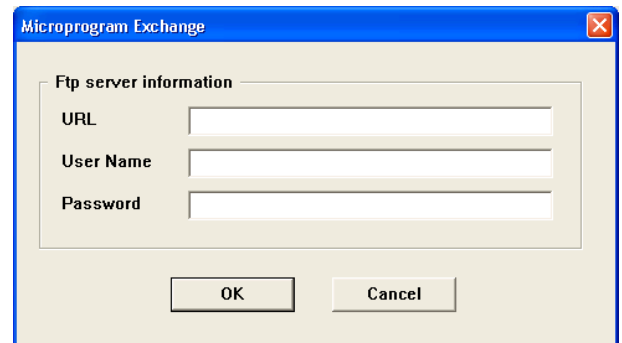 Microprogram Exchange
Ftp server information
URL
User Name
Password
OK Cancel